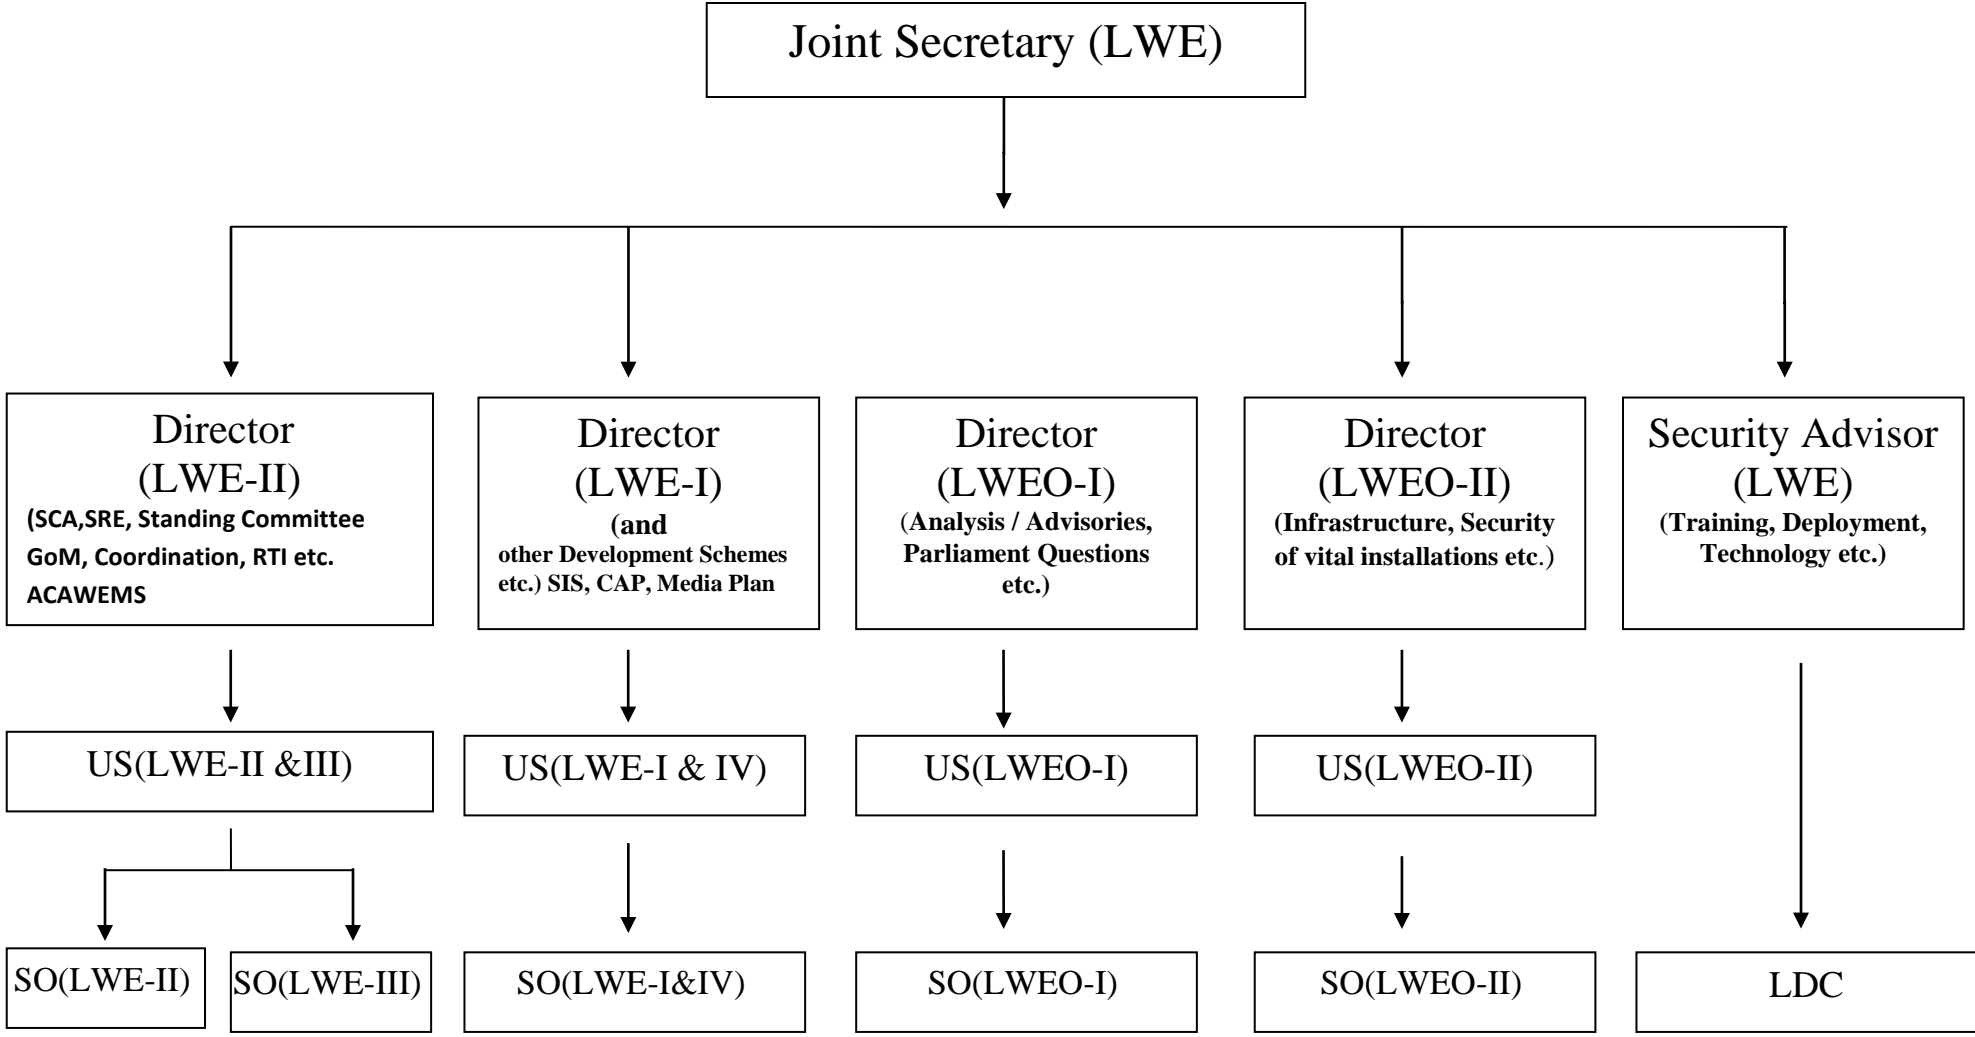 Joint Secretary (LWE)
Director
(LWE-II)
(SCA,SRE, Standing Committee
GoM, Coordination, RTI etc.
ACAWEMS
Director
(LWE-I)
(and
other Development Schemes
etc.) SIS, CAP, Media Plan
Director
(LWEO-I)
(Analysis / Advisories,
Parliament Questions
etc.)
Director
(LWEO-II)
(Infrastructure, Security
of vital installations etc.)
Security Advisor
(LWE)
(Training, Deployment,
Technology etc.)
US(LWE-II &III)
US(LWE-I & IV)
US(LWEO-I)
US(LWEO-II)
SO(LWE-II)
SO(LWE-III)
SO(LWE-I&IV)
SO(LWEO-I)
SO(LWEO-II)
LDC